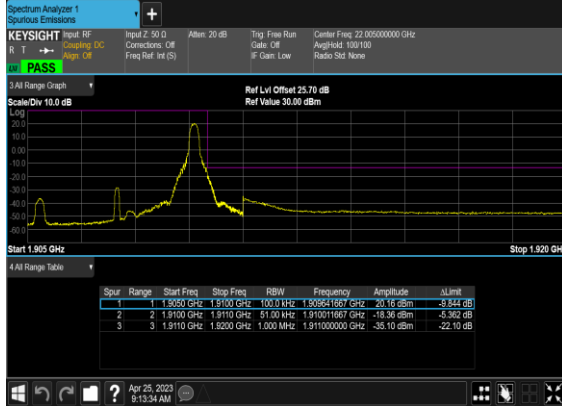 Spectrum Analyzer 1
Spurious Emissions
+
KEYSIGHT
R T
LXI
PASS
Input: RF
Coupling: DC
Align: Off
Input Z: 50 Ω
Corrections: Off
Freq Ref: Int (S)
Atten: 20 dB
Trig: Free Run
Gate: Off
IF Gain: Low
Center Freq: 22.005000000 GHz
Avg|Hold: 100/100
Radio Std: None
3 All Range Graph
Scale/Div 10.0 dB
Ref Lvl Offset 25.70 dB
Ref Value 30.00 dBm
Log
20.0
10.0
0.00
-10.0
-20.0
-30.0
-40.0
-50.0
-60.0
Start 1.905 GHz
Stop 1.920 GH
4 All Range Table
Spur Range Start Freq Stop Freq RBW Frequency Amplitude ΔLimit
1 1 1.9050 GHz 1.9100 GHz 100.0 kHz 1.909641667 GHz 20.16 dBm -9.844 dB
2 2 1.9100 GHz 1.9110 GHz 51.00 kHz 1.910011667 GHz -18.36 dBm -5.362 dB
3 3 1.9110 GHz 1.9200 GHz 1.000 MHz 1.911000000 GHz -35.10 dBm -22.10 dB
?
Apr 25, 2023
9:13:34 AM